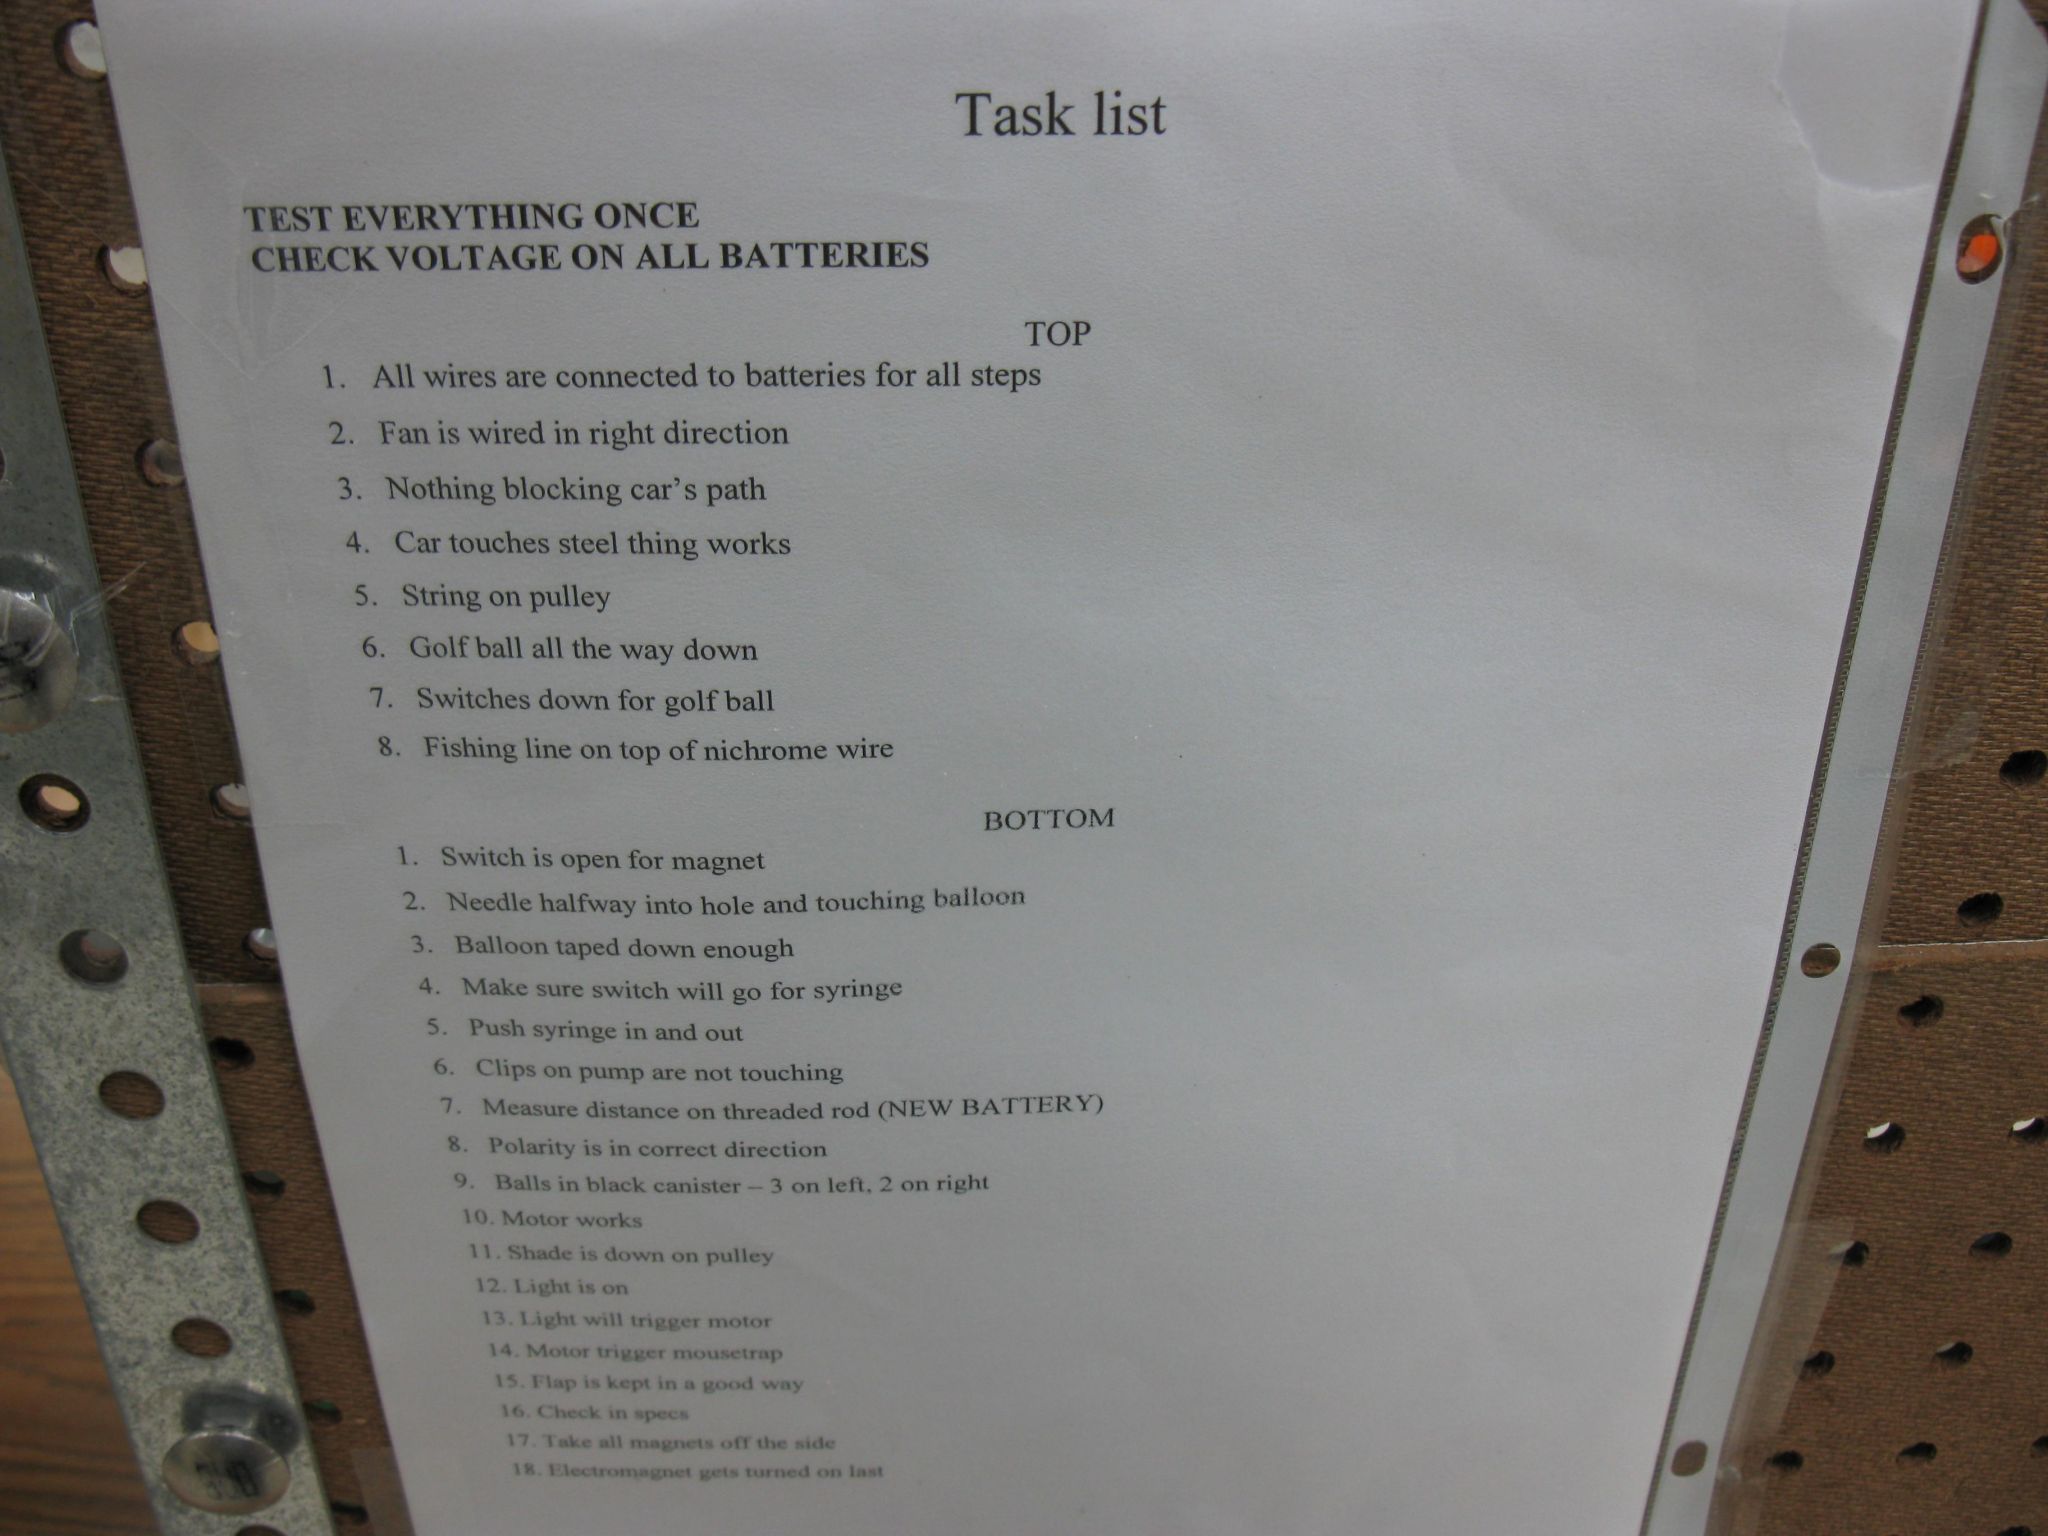 Task list
TEST EVERYTHING ONCE
CHECK VOLTAGE ON ALL BATTERIES
TOP
1. All wires are connected to batteries for all steps
2. Fan is wired in right direction
3. Nothing blocking car's path
4. Car touches steel thing works
5. String on pulley
6. Golf ball all the way down
7. Switches down for golf ball
8. Fishing line on top of nichrome wire
BOTTOM
1. Switch is open for magnet
2. Needle halfway into hole and touching balloon
3. Balloon taped down enough
4. Make sure switch will go for syringe
5. Push syringe in and out
6. Clips on pump are not touching
7. Measure distance on threaded rod (NEW BATTERY)
8. Polarity is in correct direction
9. Balls in black canister – 3 on left, 2 on right
10. Motor works
11. Shade is down on pulley
12. Light is on
13. Light will trigger motor
14. Motor trigger mousetrap
15. Flap is kept in a good way
16. Check in specs
17. Take all magnets off the side
18. Electromagnet gets turned on last